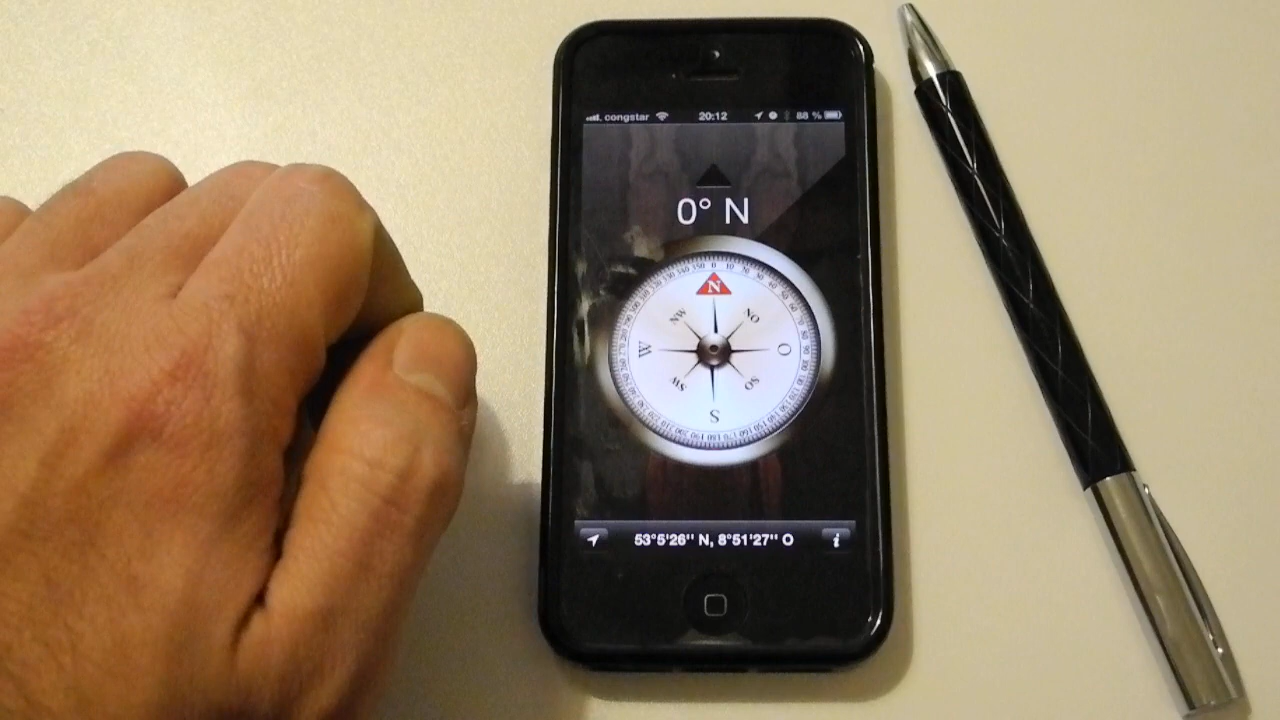 congstar 20:12 88 %
0° N
N
NW NO
W O
SW SO
S
53°5'26'' N, 8°51'27'' O i